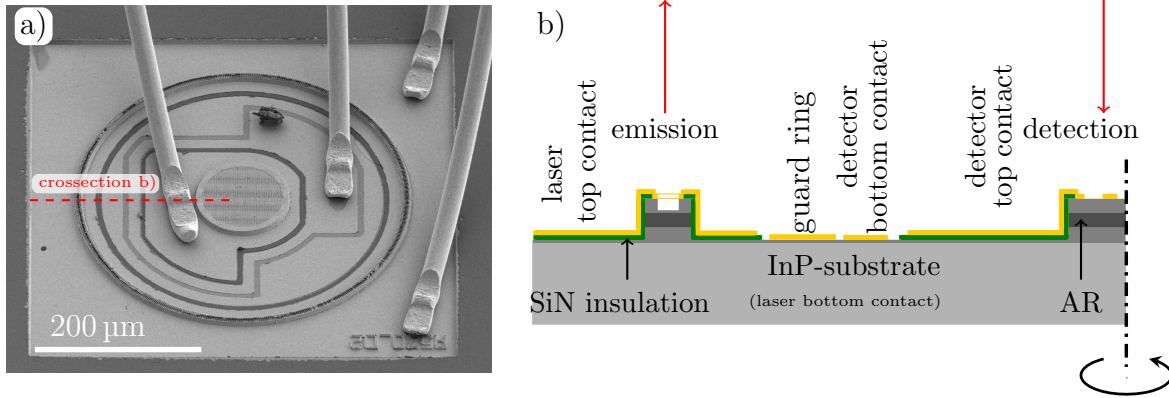 a)
crossection b)
200 µm
b)
emission
detection
laser
top contact
guard ring
detector
bottom contact
detector
top contact
InP-substrate
(laser bottom contact)
SiN insulation
AR